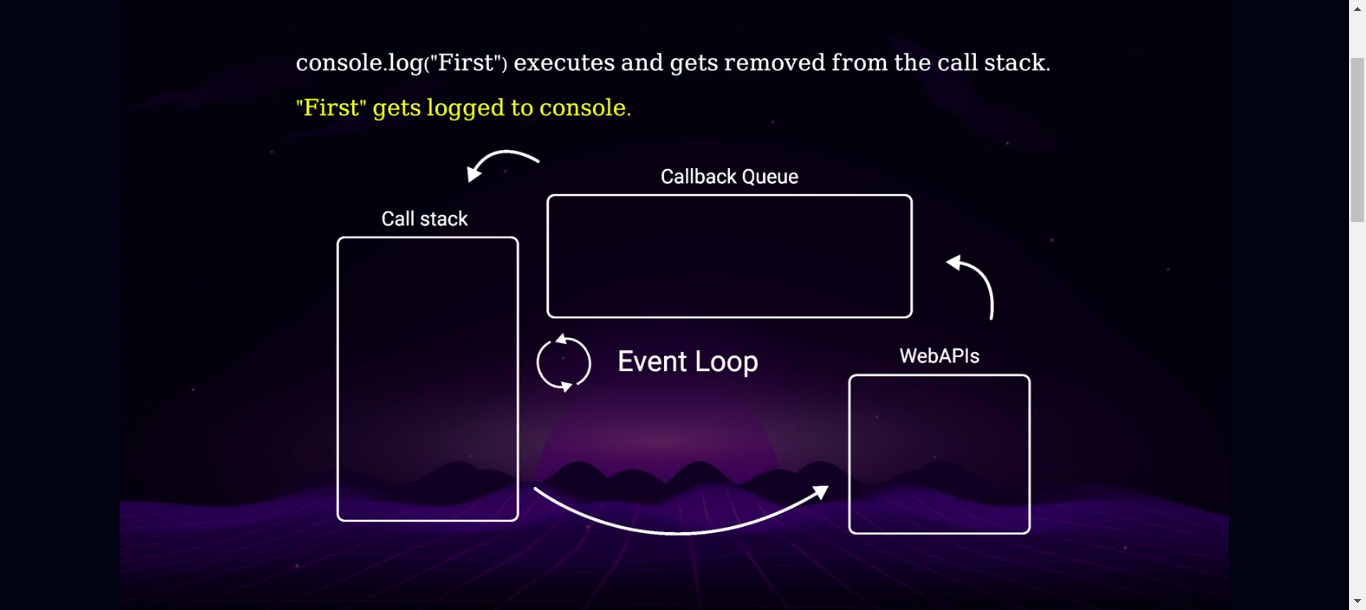 console.log("First") executes and gets removed from the call stack.
"First" gets logged to console.
Callback Queue
Call stack
Event Loop
WebAPIs